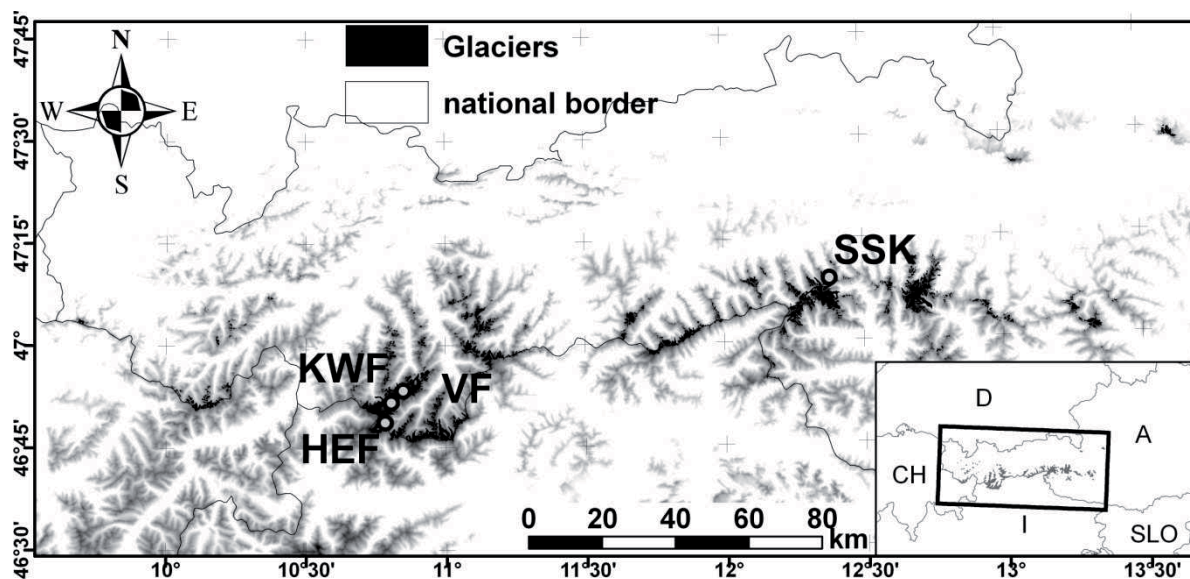 N
W E
S
Glaciers
national border
47°45'
47°30'
47°15'
47°
46°45'
46°30'
SSK
KWF
VF
HEF
0 20 40 60 80
km
D
A
CH
I
SLO
10° 10°30' 11° 11°30' 12° 12°30' 13° 13°30'